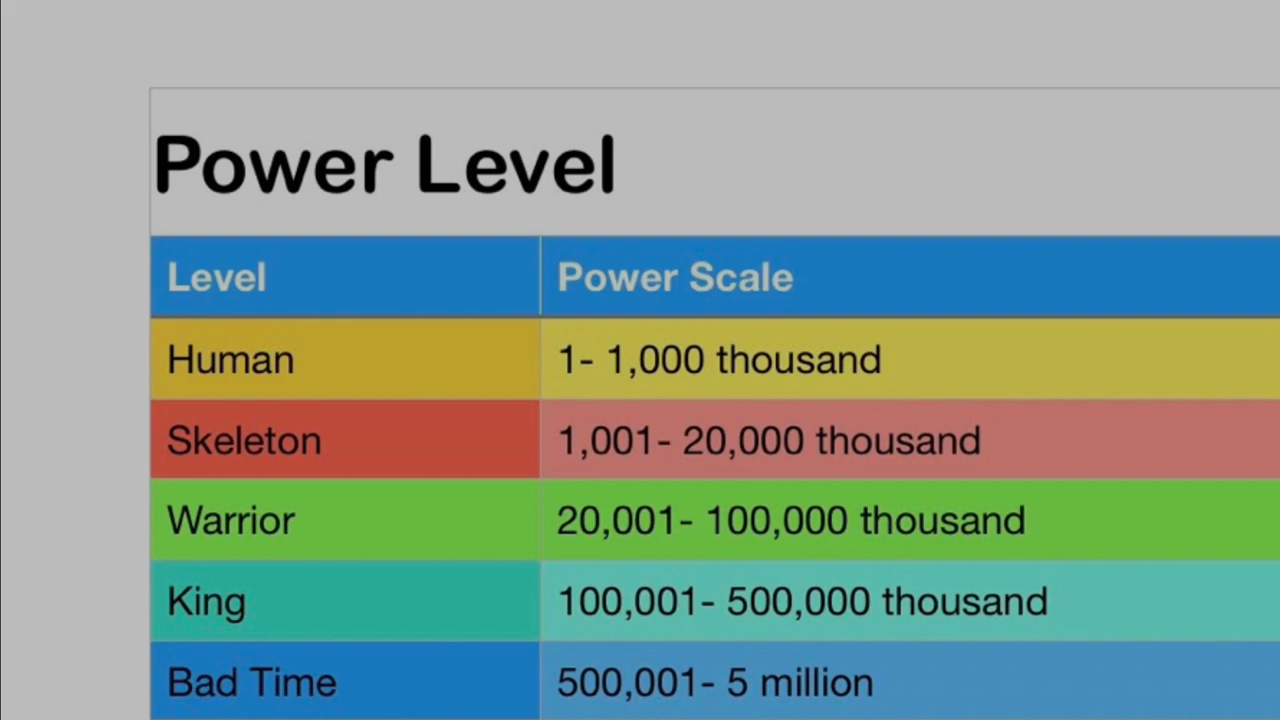 Power Level
Level Power Scale
Human 1- 1,000 thousand
Skeleton 1,001- 20,000 thousand
Warrior 20,001- 100,000 thousand
King 100,001- 500,000 thousand
Bad Time 500,001- 5 million